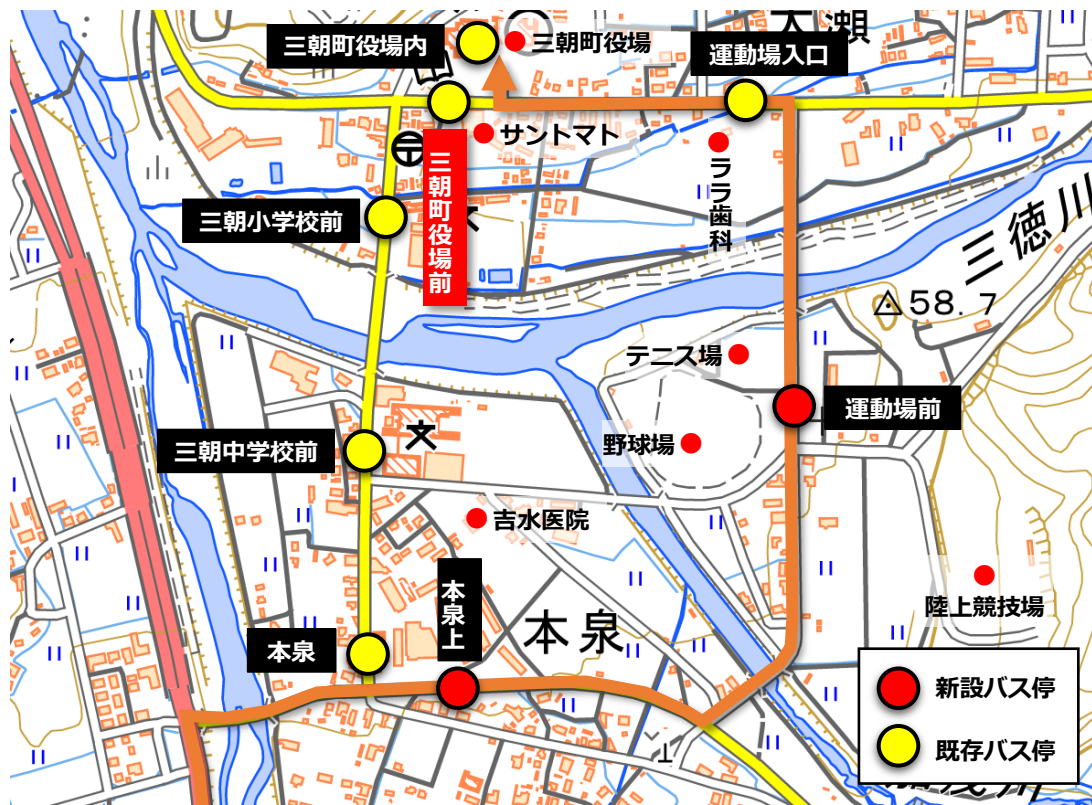 三朝町役場内
三朝町役場
大瀬
運動場入口
サントマト
三朝町役場前
ララ歯科
三朝小学校前
三徳川
58.7
テニス場
運動場前
野球場
三朝中学校前
文
吉水医院
本泉上
本泉
本泉
陸上競技場
新設バス停
既存バス停